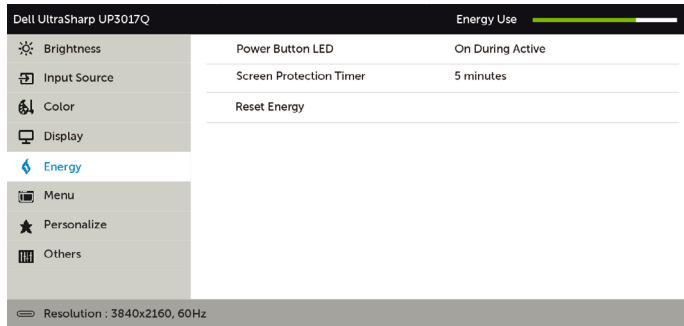 Dell UltraSharp UP3017Q Energy Use
Brightness Power Button LED On During Active
Input Source Screen Protection Timer 5 minutes
Color Reset Energy
Display
Energy
Menu
Personalize
Others
Resolution : 3840x2160, 60Hz